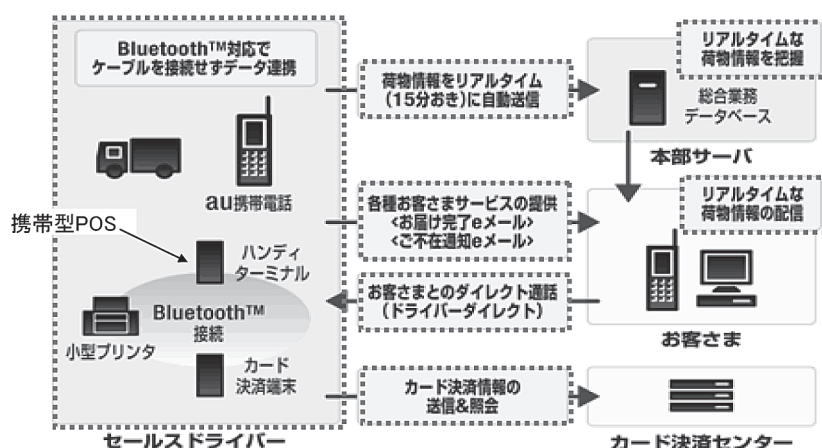 Bluetooth™対応で
ケーブルを接続せずデータ連携
au携帯電話
携帯型POS
ハンディ
ターミナル
Bluetooth™
接続
小型プリンタ
カード
決済端末
セールスドライバー
荷物情報をリアルタイム
（15分おき）に自動送信
各種お客さまサービスの提供
<お届け完了eメール>
<ご不在通知eメール>
お客さまとのダイレクト通話
（ドライバーダイレクト）
カード決済情報の
送信&照会
リアルタイムな
荷物情報を把握
総合業務
データベース
本部サーバ
リアルタイムな
荷物情報の配信
お客さま
カード決済センター